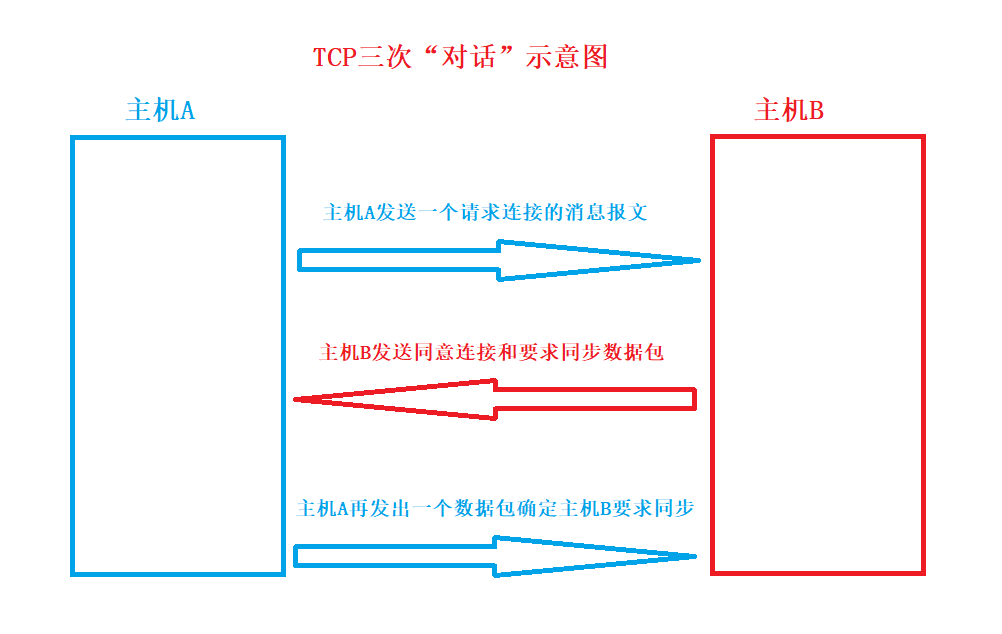 TCP三次“对话”示意图
主机A
主机B
主机A发送一个请求连接的消息报文
主机B发送同意连接和要求同步数据包
主机A再发出一个数据包确定主机B要求同步